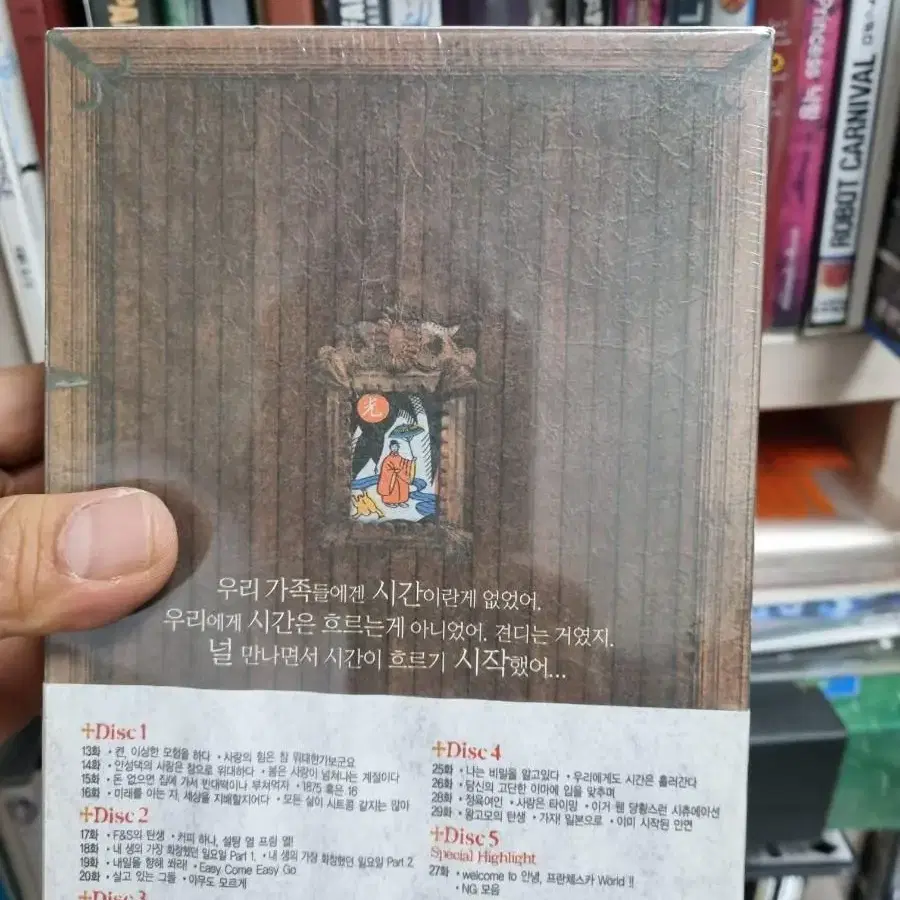 Princess
ROBOT CARNIVAL
光
우리 가족들에겐 시간이란게 없었어.
우리에게 시간은 흐르는게 아니었어. 견디는 거였지.
널 만나면서 시간이 흐르기 시작했어...
+Disc 1
13화 • 켠, 이상한 모험을 하다 • 사랑의 힘은 참 위대한가보군요
14화 • 안성댁의 사랑은 참으로 위대하다 • 봄은 사랑이 넘쳐나는 계절이다
15화 • 돈 없으면 집에 가서 빈대떡이나 부쳐먹자 • 1875 혹은 16
16화 • 미래를 아는 자, 세상을 지배할지어다 • 모든 삶이 시트콤 같지는 않아
+Disc 2
17화 • F&S의 탄생 • 커피 하나, 설탕 열 프림 열!
18화 • 내 생의 가장 화창했던 일요일 Part 1. • 내 생의 가장 화창했던 일요일 Part 2.
19화 • 내일을 향해 쏴라! • Easy Come Easy Go
20화 • 살고 있는 그들 • 아무도 모르게
+Disc 3
+Disc 4
25화 • 나는 비밀을 알고있다 • 우리에게도 시간은 흘러간다
26화 • 당신의 고단한 이마에 입을 맞추며
28화 • 정육여인 • 사랑은 타이밍 • 이거 웬 당황스런 시츄에이션
29화 • 왕고모의 탄생 • 가자! 일본으로 • 이미 시작된 인연
+Disc 5
Special Highlight
27화 • welcome to 안녕, 프란체스카 World !!
• NG 모음